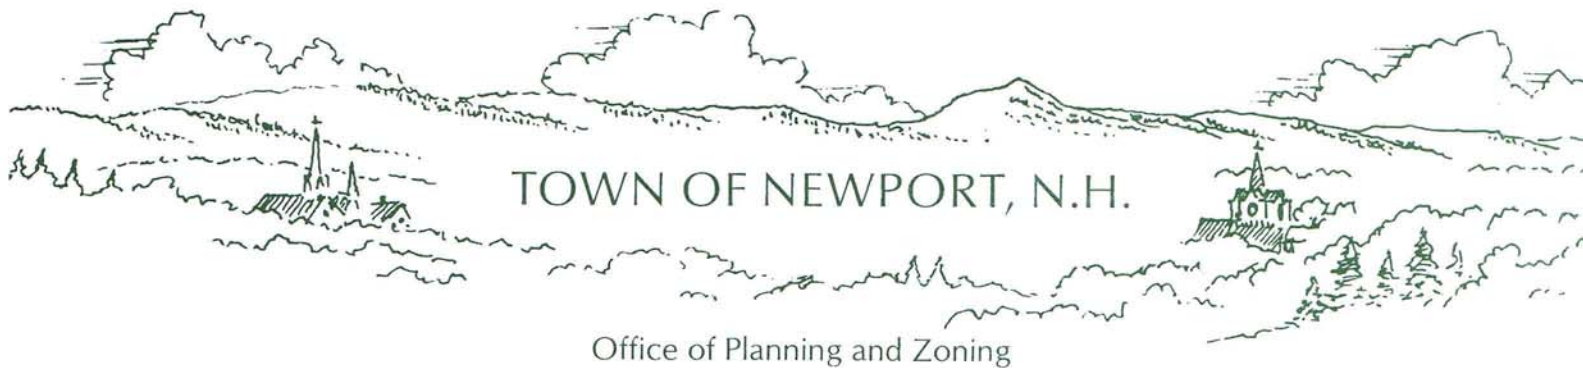 TOWN OF NEWPORT, N.H.
Office of Planning and Zoning